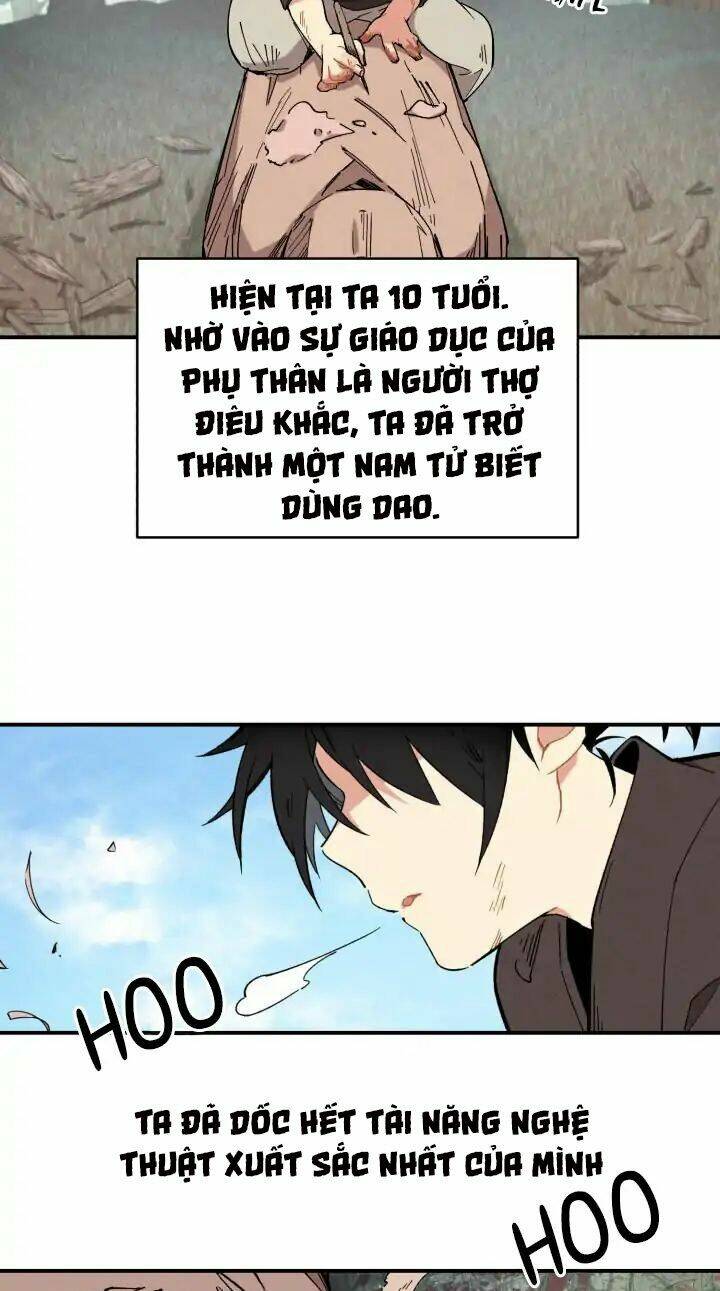 HIỆN TẠI TA 10 TUỔI.
NHỜ VÀO SỰ GIÁO DỤC CỦA
PHỤ THÂN LÀ NGƯỜI THỢ
ĐIÊU KHẮC, TA ĐÃ TRỞ
THÀNH MỘT NAM TỬ BIẾT
DÙNG DAO.
HOO
TA ĐÃ DỐC HẾT TÀI NĂNG NGHỆ
THUẬT XUẤT SẮC NHẤT CỦA MÌNH
HOO